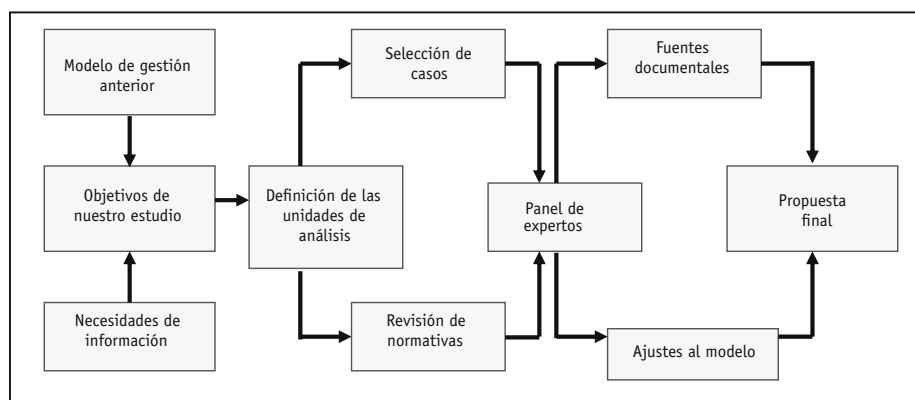 Modelo de gestión
anterior
Objetivos de
nuestro estudio
Necesidades de
información
Definición de las
unidades de
análisis
Selección de
casos
Revisión de
normativas
Panel de
expertos
Fuentes
documentales
Ajustes al modelo
Propuesta
final